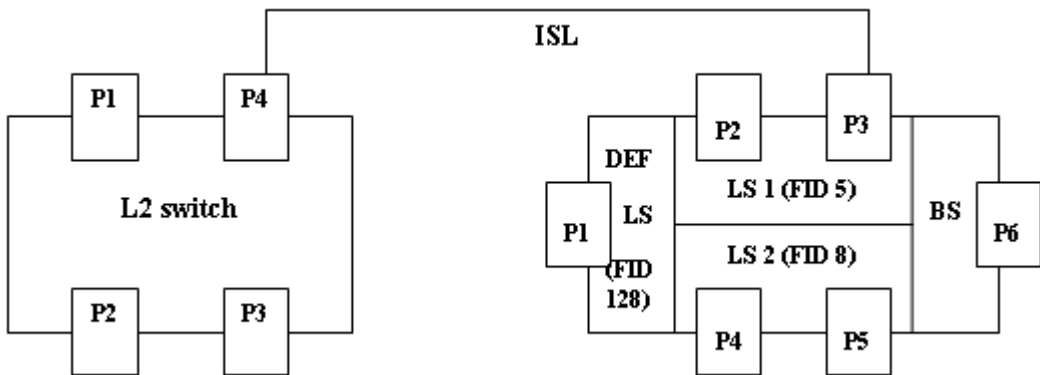 ISL
P1
P4
L2 switch
P2
P3
P2
P3
DEF
LS
(FID
128)
P1
LS 1 (FID 5)
LS 2 (FID 8)
BS
P6
P4
P5